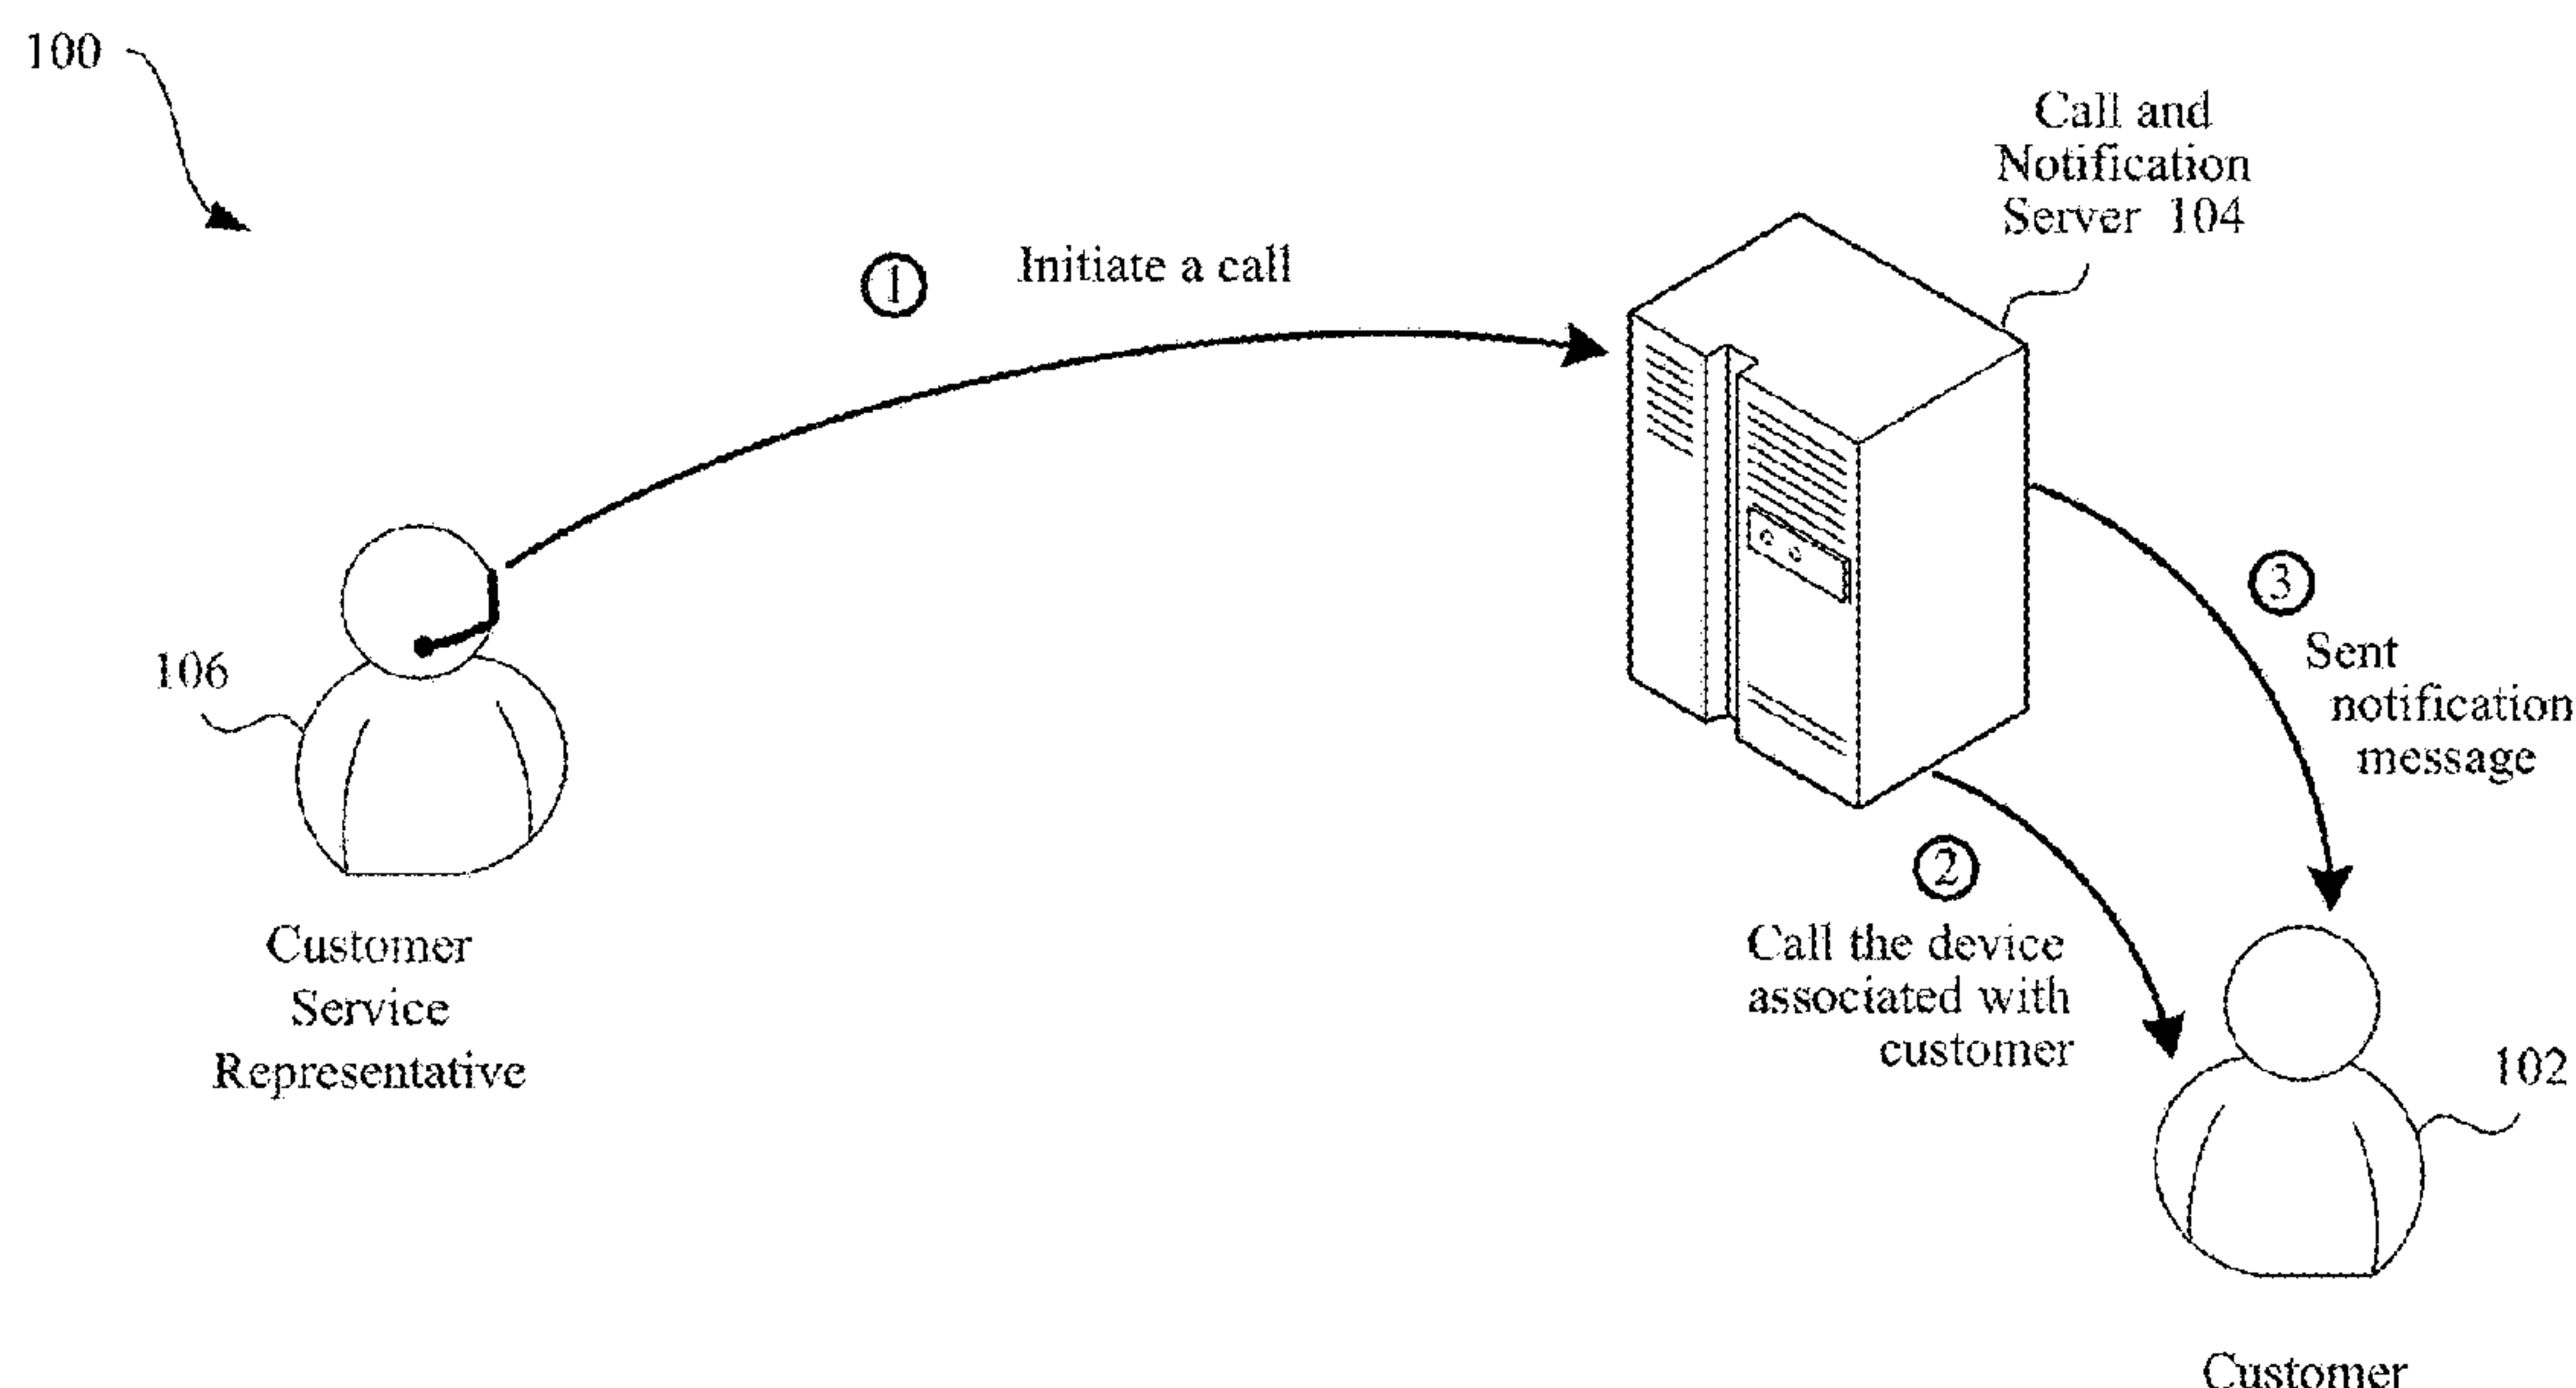 100
Call and
Notification
Server 104
1
Initiate a call
3
Sent
notification
message
106
2
Call the device
associated with
customer
Customer
Service
Representative
102
Customer